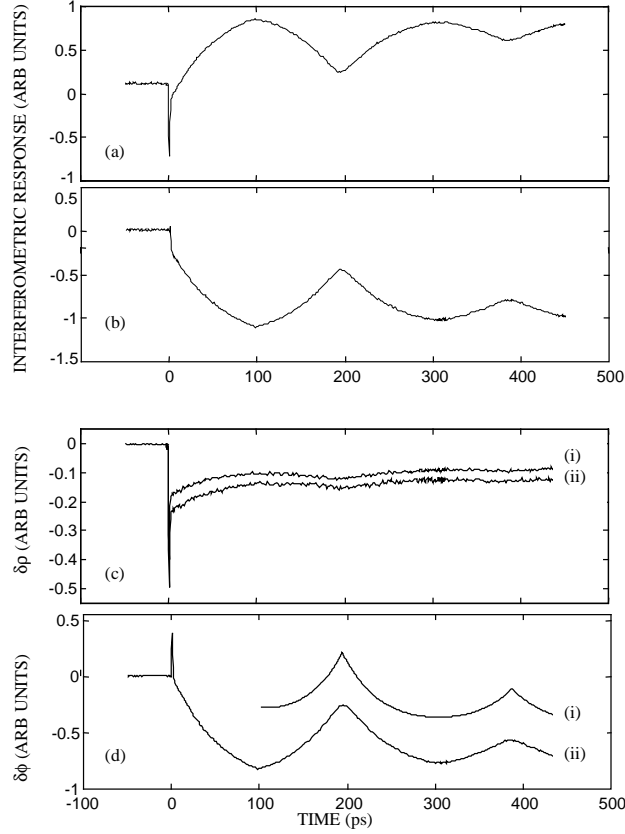 INTERFEROMETRIC RESPONSE (ARB UNITS)
1
0.5
0
-0.5
-1
(a)
0.5
0
-0.5
-1
-1.5
(b)
0 100 200 300 400 500
δρ (ARB UNITS)
0
-0.1
-0.2
-0.3
-0.4
-0.5
(c)
(i)
(ii)
δϕ (ARB UNITS)
0.5
0
-0.5
-1
(d)
(i)
(ii)
-100 0 100 200 300 400 500
TIME (ps)